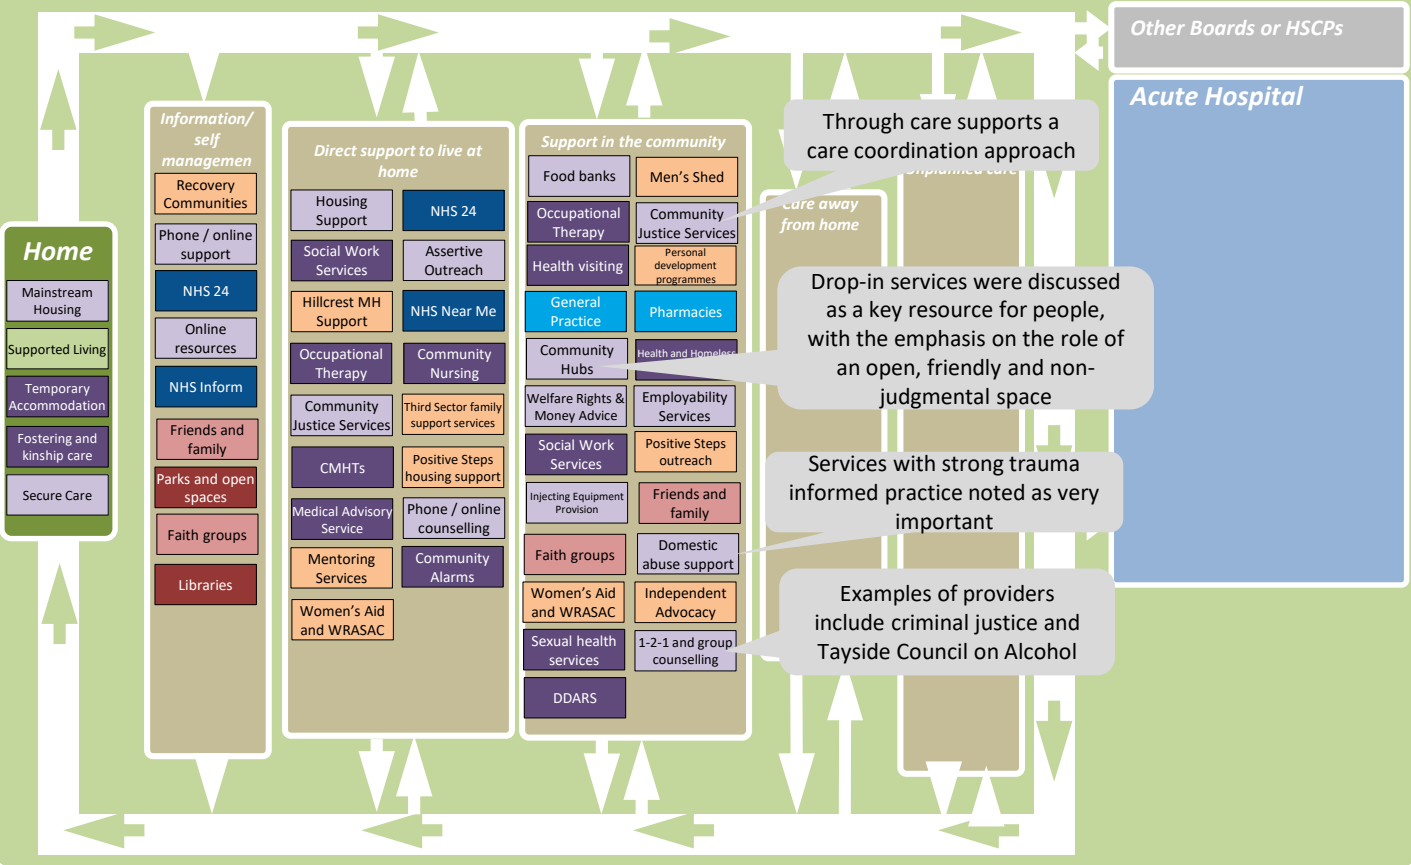 Other Boards or HSCPs
Acute Hospital
Home
Mainstream
Housing
Supported Living
Temporary
Accommodation
Fostering and
kinship care
Secure Care
Information/
self
managemen
Recovery
Communities
Phone / online
support
NHS 24
Online
resources
NHS Inform
Friends and
family
Parks and open
spaces
Faith groups
Libraries
Direct support to live at
home
Housing
Support
NHS 24
Social Work
Services
Assertive
Outreach
Hillcrest MH
Support
NHS Near Me
Occupational
Therapy
Community
Nursing
Community
Justice Services
Third Sector family
support services
CMHTs
Positive Steps
housing support
Medical Advisory
Service
Phone / online
counselling
Mentoring
Services
Community
Alarms
Women's Aid
and WRASAC
Support in the community
Food banks
Men's Shed
Occupational
Therapy
Community
Justice Services
Health visiting
Personal
development
programmes
General
Practice
Pharmacies
Community
Hubs
Health and Homeless
Welfare Rights &
Money Advice
Employability
Services
Social Work
Services
Positive Steps
outreach
Injecting Equipment
Provision
Friends and
family
Faith groups
Domestic
abuse support
Women's Aid
and WRASAC
Independent
Advocacy
Sexual health
services
1-2-1 and group
counselling
DDARS
Care away
from home
Unplanned care
Through care supports a
care coordination approach
Drop-in services were discussed
as a key resource for people,
with the emphasis on the role of
an open, friendly and non-
judgmental space
Services with strong trauma
informed practice noted as very
important
Examples of providers
include criminal justice and
Tayside Council on Alcohol